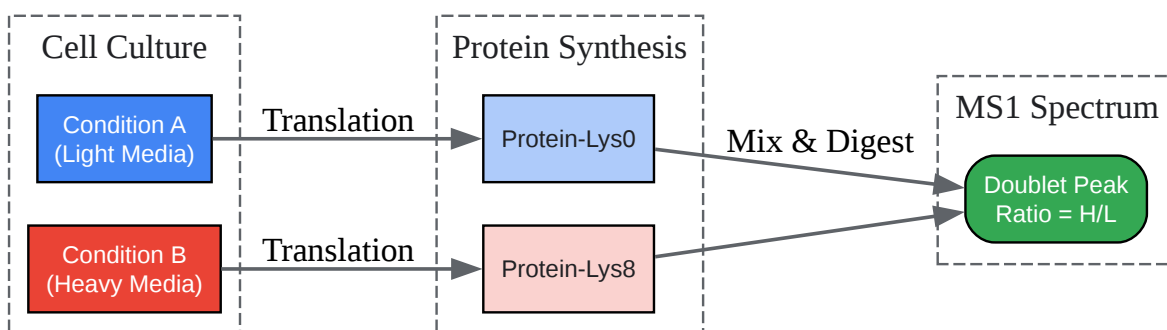 Cell Culture
Condition A
(Light Media)
Condition B
(Heavy Media)
Translation
Translation
Protein Synthesis
Protein-Lys0
Protein-Lys8
Mix & Digest
MS1 Spectrum
Doublet Peak
Ratio = H/L